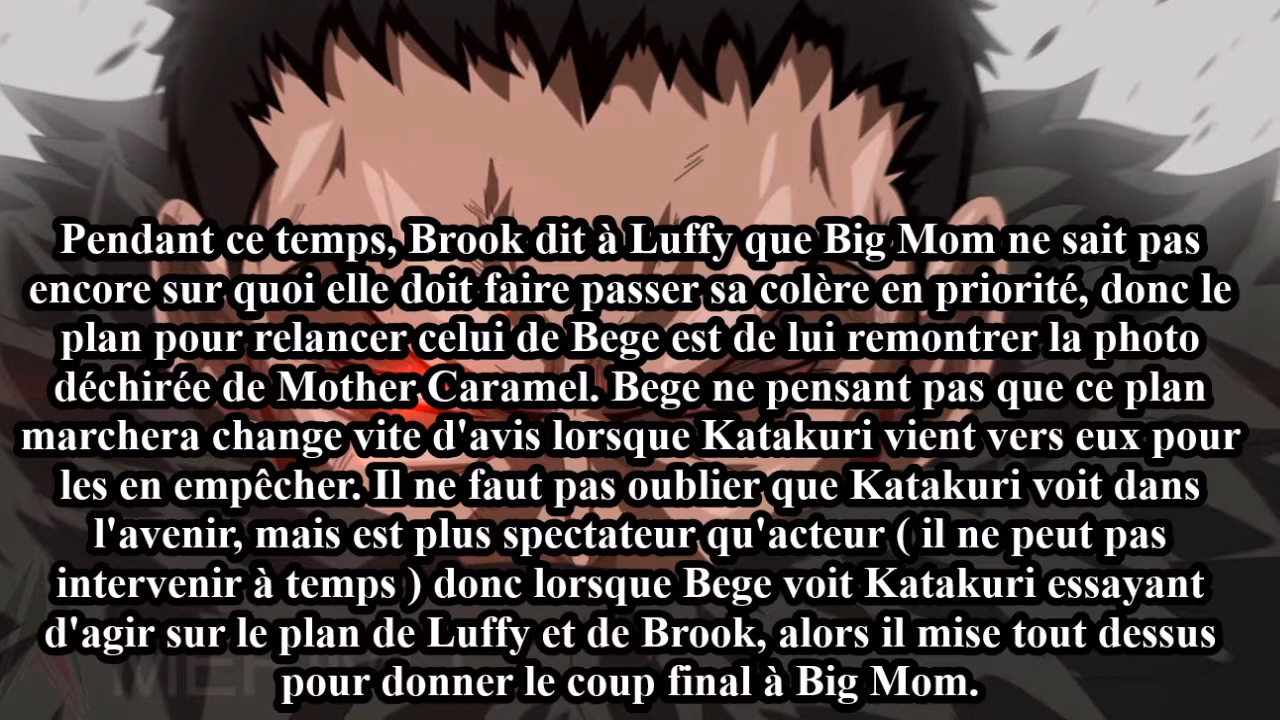 Pendant ce temps, Brook dit à Luffy que Big Mom ne sait pas
encore sur quoi elle doit faire passer sa colère en priorité, donc le
plan pour relancer celui de Bege est de lui remontrer la photo
déchirée de Mother Caramel. Bege ne pensant pas que ce plan
marchera change vite d'avis lorsque Katakuri vient vers eux pour
les en empêcher. Il ne faut pas oublier que Katakuri voit dans
l'avenir, mais est plus spectateur qu'acteur ( il ne peut pas
intervenir à temps ) donc lorsque Bege voit Katakuri essayant
d'agir sur le plan de Luffy et de Brook, alors il mise tout dessus
pour donner le coup final à Big Mom.